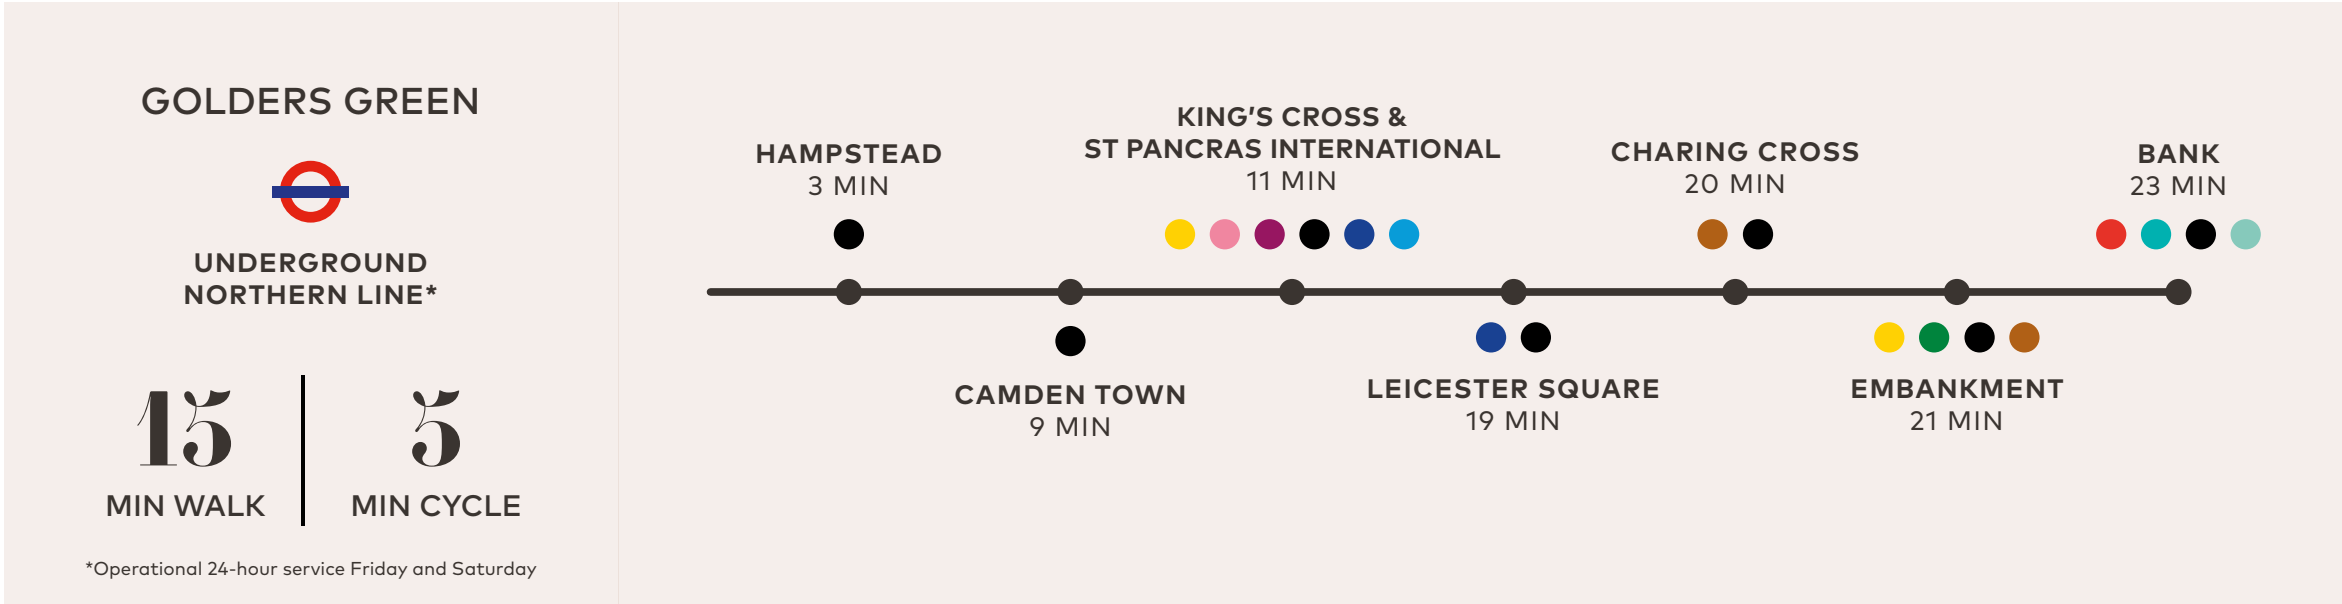 GOLDERS GREEN
UNDERGROUND
NORTHERN LINE*
15
MIN WALK
5
MIN CYCLE
*Operational 24-hour service Friday and Saturday
HAMPSTEAD
3 MIN
CAMDEN TOWN
9 MIN
KING'S CROSS &
ST PANCRAS INTERNATIONAL
11 MIN
LEICESTER SQUARE
19 MIN
CHARING CROSS
20 MIN
EMBANKMENT
21 MIN
BANK
23 MIN